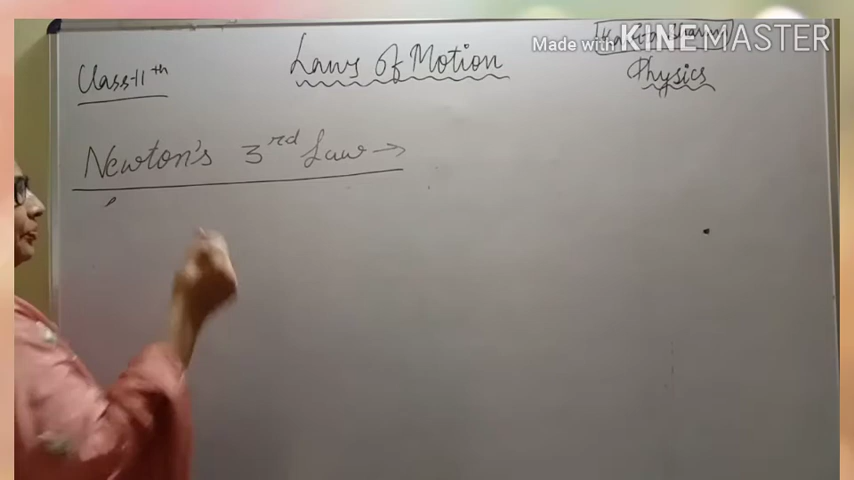 Laws of Motion
Made with KINEMASTER
Class-11th
Physics
Newton's 3rd Law →